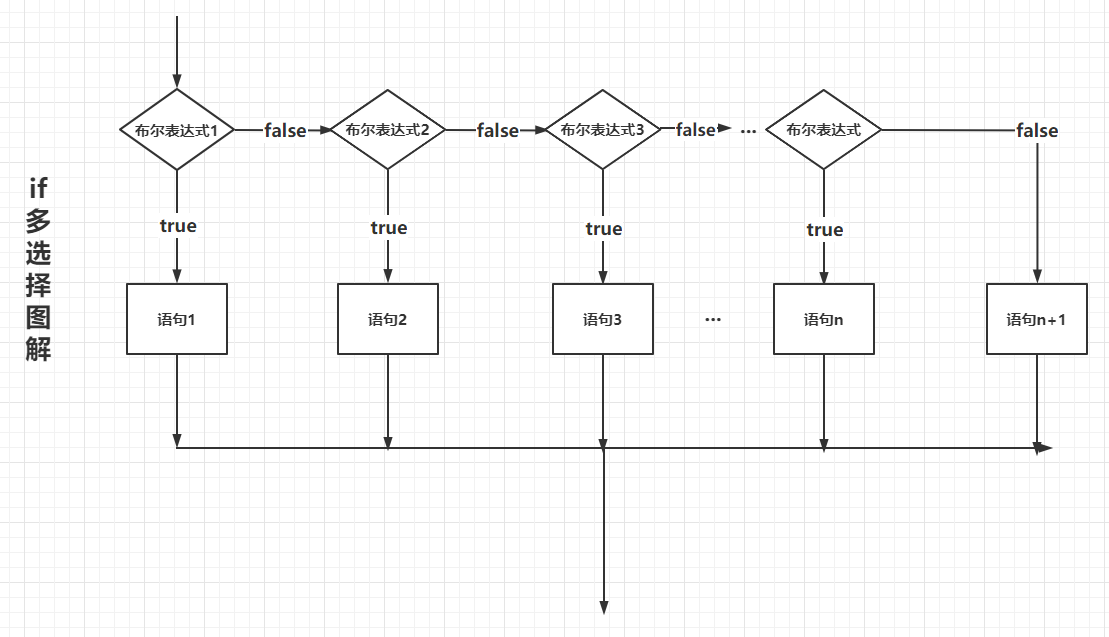 if多选择图解
布尔表达式1
false
布尔表达式2
false
布尔表达式3
false
...
布尔表达式
false
true
true
true
true
语句1
语句2
语句3
...
语句n
语句n+1